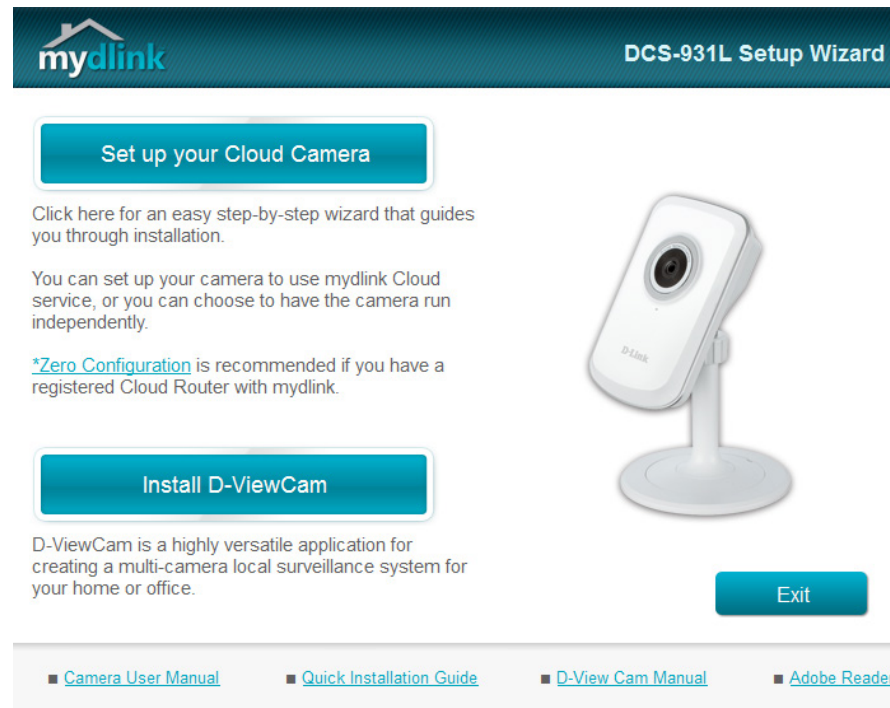 mydlink
DCS-931L Setup Wizard
Set up your Cloud Camera
Click here for an easy step-by-step wizard that guides
you through installation.
You can set up your camera to use mydlink Cloud
service, or you can choose to have the camera run
independently.
*Zero Configuration is recommended if you have a
registered Cloud Router with mydlink.
D-Link
Install D-ViewCam
D-ViewCam is a highly versatile application for
creating a multi-camera local surveillance system for
your home or office.
Exit
Camera User Manual
Quick Installation Guide
D-View Cam Manual
Adobe Reader